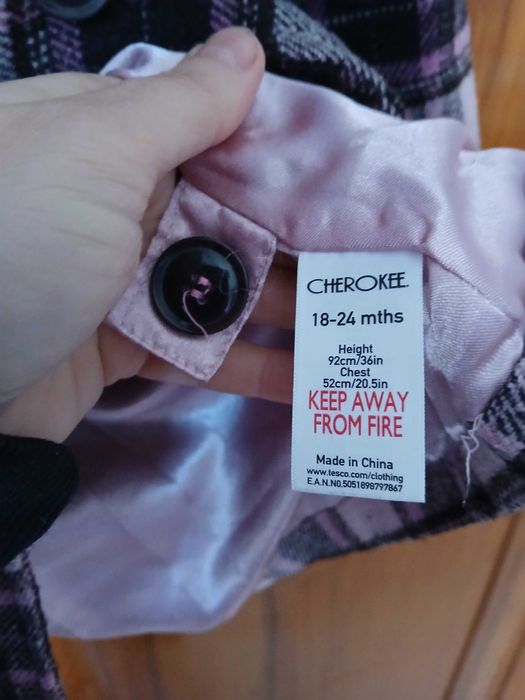 CHEROKEE.
18-24 mths
Height
92cm/36in
Chest
52cm/20.5in
KEEP AWAY
FROM FIRE
Made in China
www.tesco.com/clothing
E.A.N.N0.5051898797867